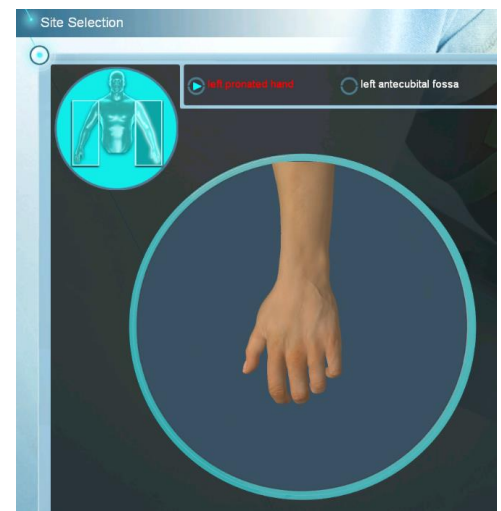 Site Selection
left pronated hand
left antecubital fossa